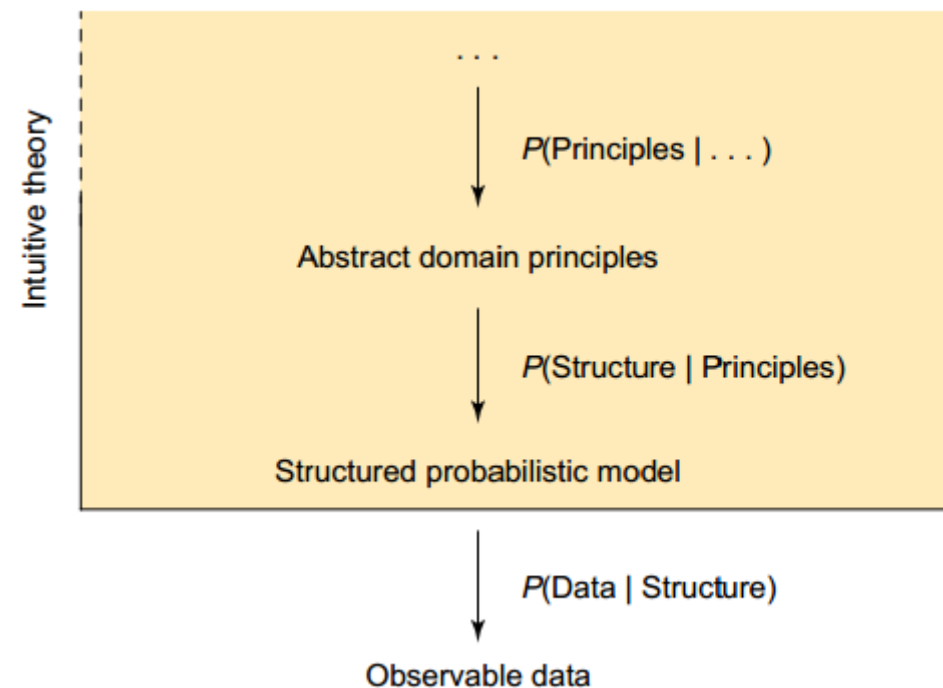 . . .
P(Principles | . . . )
Intuitive theory
Abstract domain principles
P(Structure | Principles)
Structured probabilistic model
P(Data | Structure)
Observable data